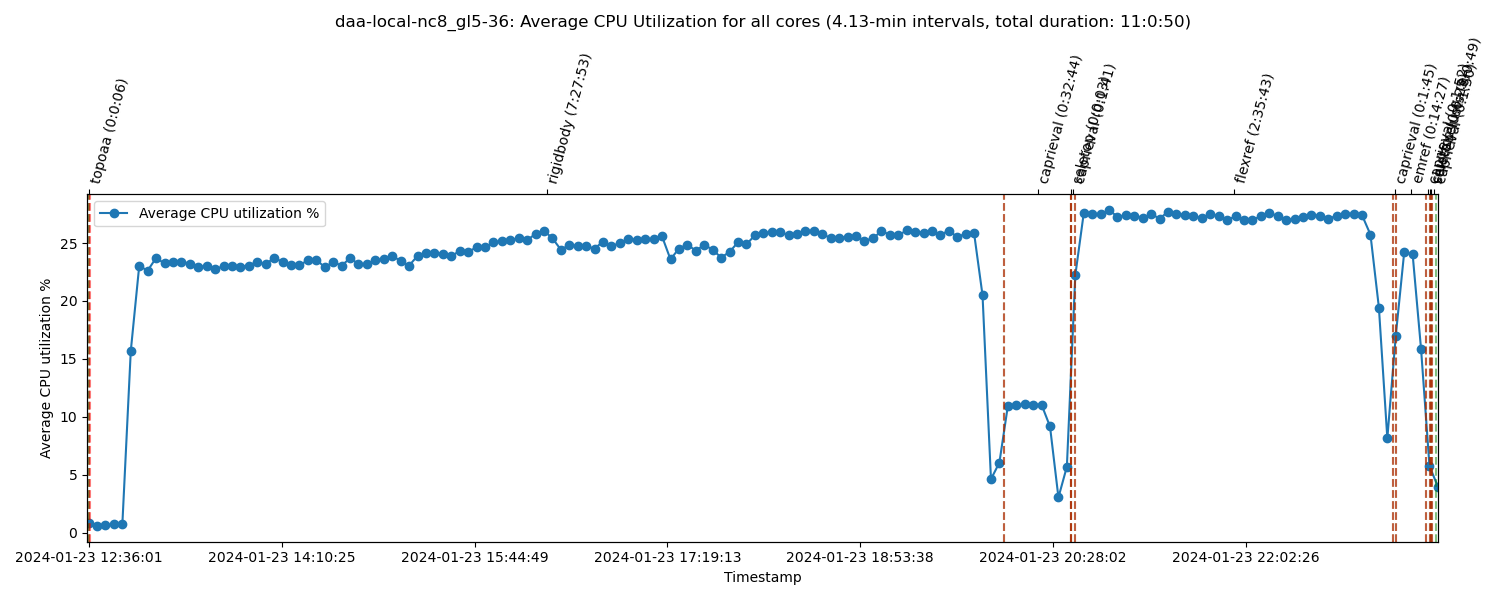 daa-local-nc8_gl5-36: Average CPU Utilization for all cores (4.13-min intervals, total duration: 11:0:50)
topoaa (0:0:06)
rigidbody (7:27:53)
caprieval (0:32:44)
caprieval (0:1:41)
flexref (2:35:43)
caprieval (0:1:45)
emref (0:14:27)
Average CPU utilization %
Average CPU utilization %
25
20
15
10
5
0
2024-01-23 12:36:01
2024-01-23 14:10:25
2024-01-23 15:44:49
2024-01-23 17:19:13
2024-01-23 18:53:38
2024-01-23 20:28:02
2024-01-23 22:02:26
Timestamp